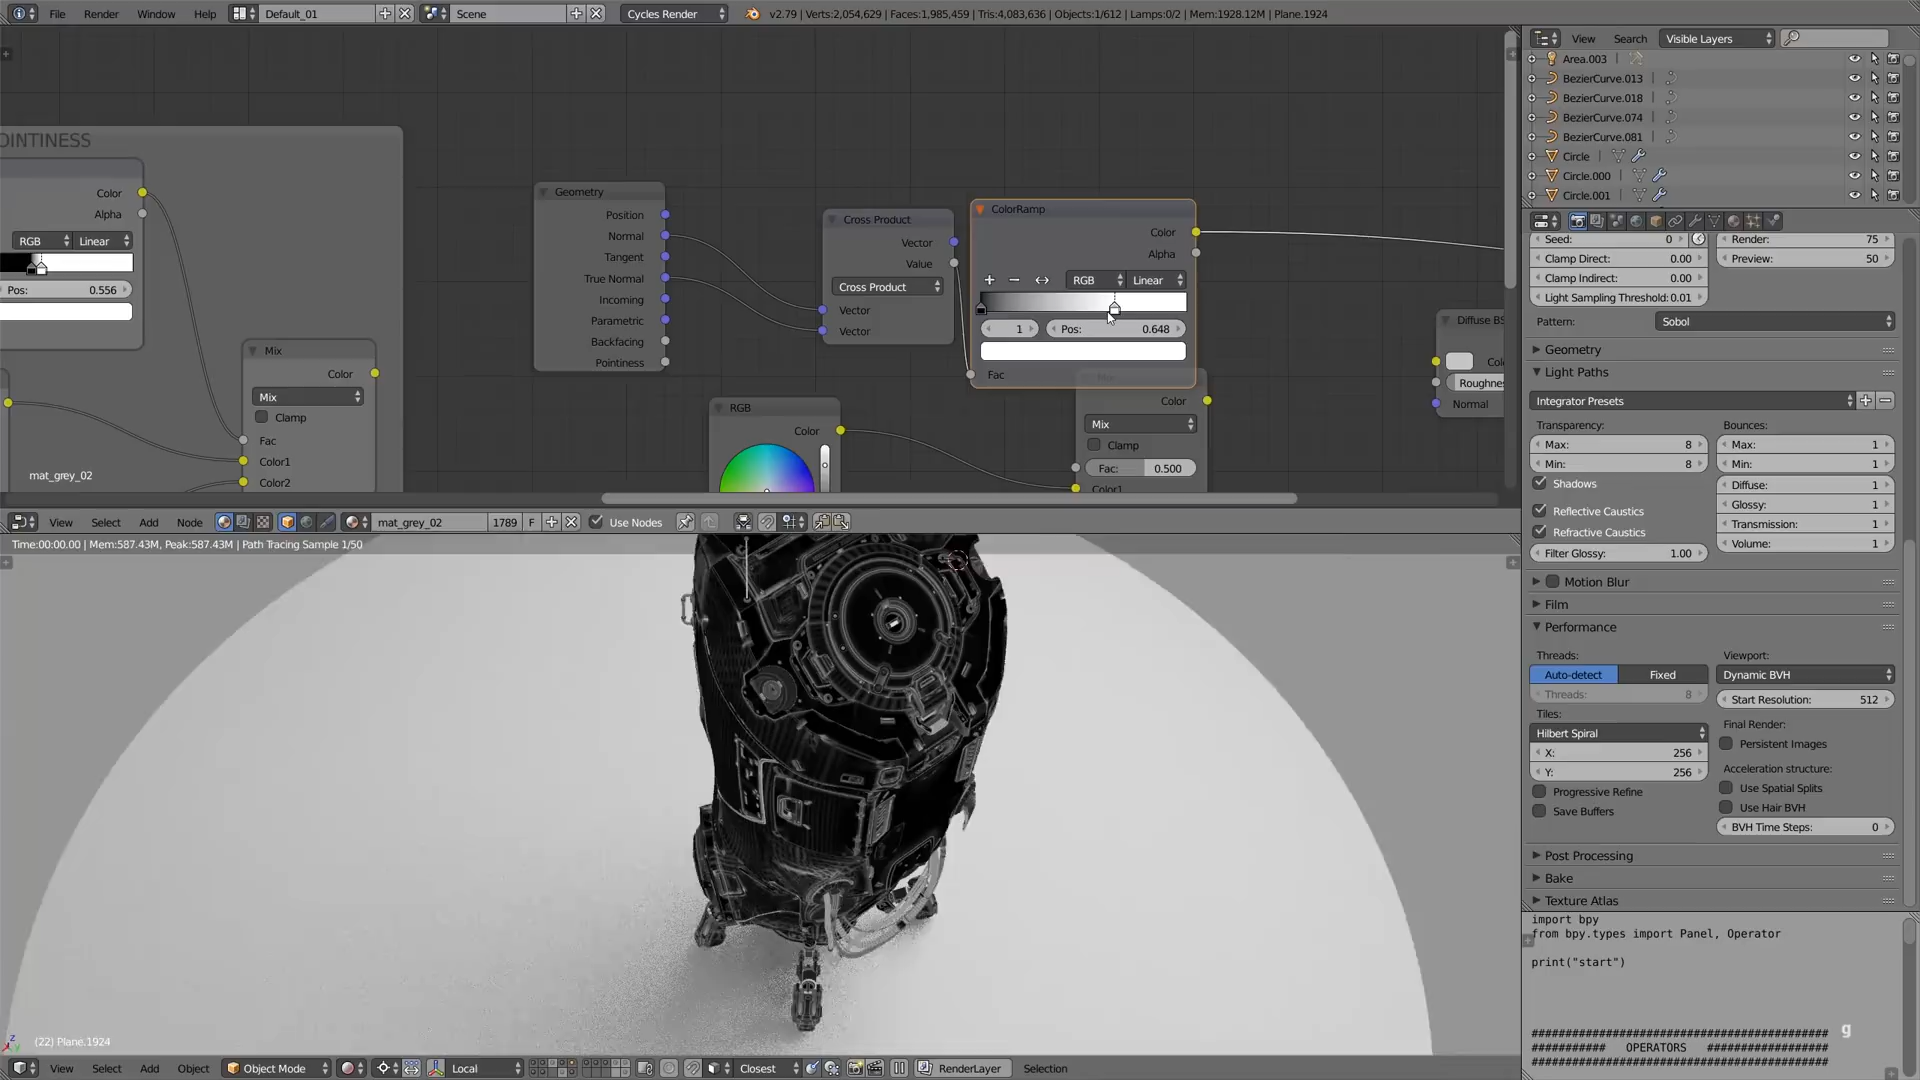 File Render Window Help Default_01 Scene Cycles Render v2.79 | Verts:2,054,629 | Faces:1,985,459 | Tris:4,083,636 | Objects:1/612 | Lamps:0/2 | Mem:1928.12M | Plane.1924
OINTINESS
Color
Alpha
RGB Linear
Pos: 0.556
mat_grey_02
Mix
Color
Mix
Clamp
Fac
Color1
Color2
Geometry
Position
Normal
Tangent
True Normal
Incoming
Parametric
Backfacing
Pointiness
Cross Product
Vector
Value
Cross Product
Vector
Vector
RGB
Color
ColorRamp
Color
Alpha
RGB Linear
1 Pos: 0.648
Fac
Color
Mix
Clamp
Fac: 0.500
Color1
Diffuse BS
Colo
Roughne
Normal
View Select Add Node mat_grey_02 1789 F Use Nodes
Time:00:00.00 | Mem:587.43M, Peak:587.43M | Path Tracing Sample 1/50
(22) Plane.1924
View Select Add Object Object Mode Local Closest RenderLayer Selection
View Search Visible Layers
Area.003
BezierCurve.013
BezierCurve.018
BezierCurve.074
BezierCurve.081
Circle
Circle.000
Circle.001
Seed: 0 Render: 75
Clamp Direct: 0.00 Preview: 50
Clamp Indirect: 0.00
Light Sampling Threshold: 0.01
Pattern: Sobol
Geometry
Light Paths
Integrator Presets
Transparency: Bounces:
Max: 8 Max: 1
Min: 8 Min: 1
Shadows Diffuse: 1
Reflective Caustics Glossy: 1
Refractive Caustics Transmission: 1
Filter Glossy: 1.00 Volume: 1
Motion Blur
Film
Performance
Threads: Viewport:
Auto-detect Fixed Dynamic BVH
Threads: 8 Start Resolution: 512
Tiles: Final Render:
Hilbert Spiral Persistent Images
X: 256 Acceleration structure:
Y: 256 Use Spatial Splits
Progressive Refine Use Hair BVH
Save Buffers BVH Time Steps: 0
Post Processing
Bake
Texture Atlas
import bpy
from bpy.types import Panel, Operator
print("start")
############################################
########### OPERATORS ##################
############################################
g